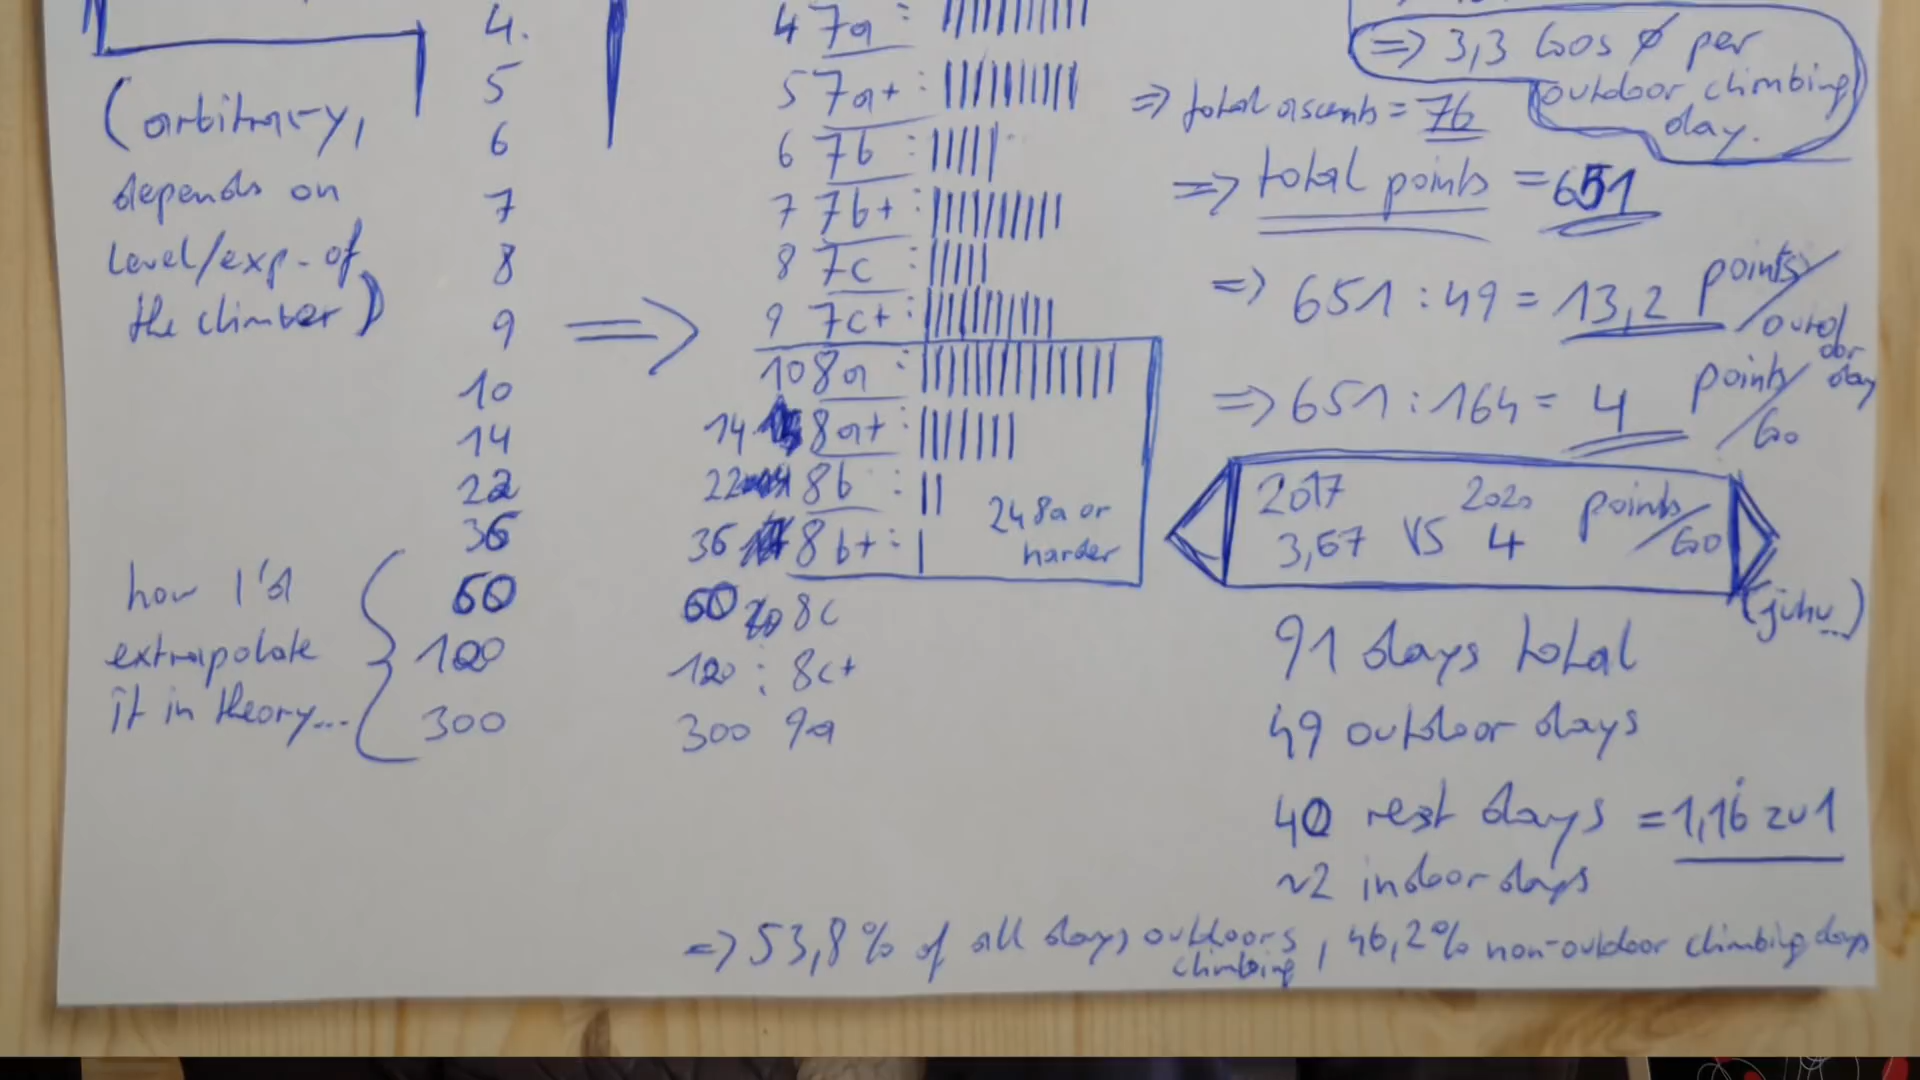 (arbitrary,
depends on
level/exp. of
the climber)
how I'd
extrapolate
it in theory...
4.
5
6
7
8
9
10
14
22
36
60
100
300
4 7a :
5 7a+ :
6 7b :
7 7b+ :
8 7c :
9 7c+ :
10 8a :
14 8a+ :
22 8b :
36 8b+ :
24 8a or
harder
60 8c
120 : 8c+
300 9a
=> 3,3 Gos ø per
outdoor climbing
day.
=> total ascents = 76
=> total points = 651
=> 651 : 49 = 13,2 points/
outdoor
day
=> 651 : 164 = 4 points/
Go
2017 2020 points/
3,67 VS 4 Go
(juhu...)
91 days total
49 outdoor days
40 rest days = 1,16 zu 1
~2 indoor days
=> 53,8% of all days outdoors climbing, 46,2% non-outdoor climbing days